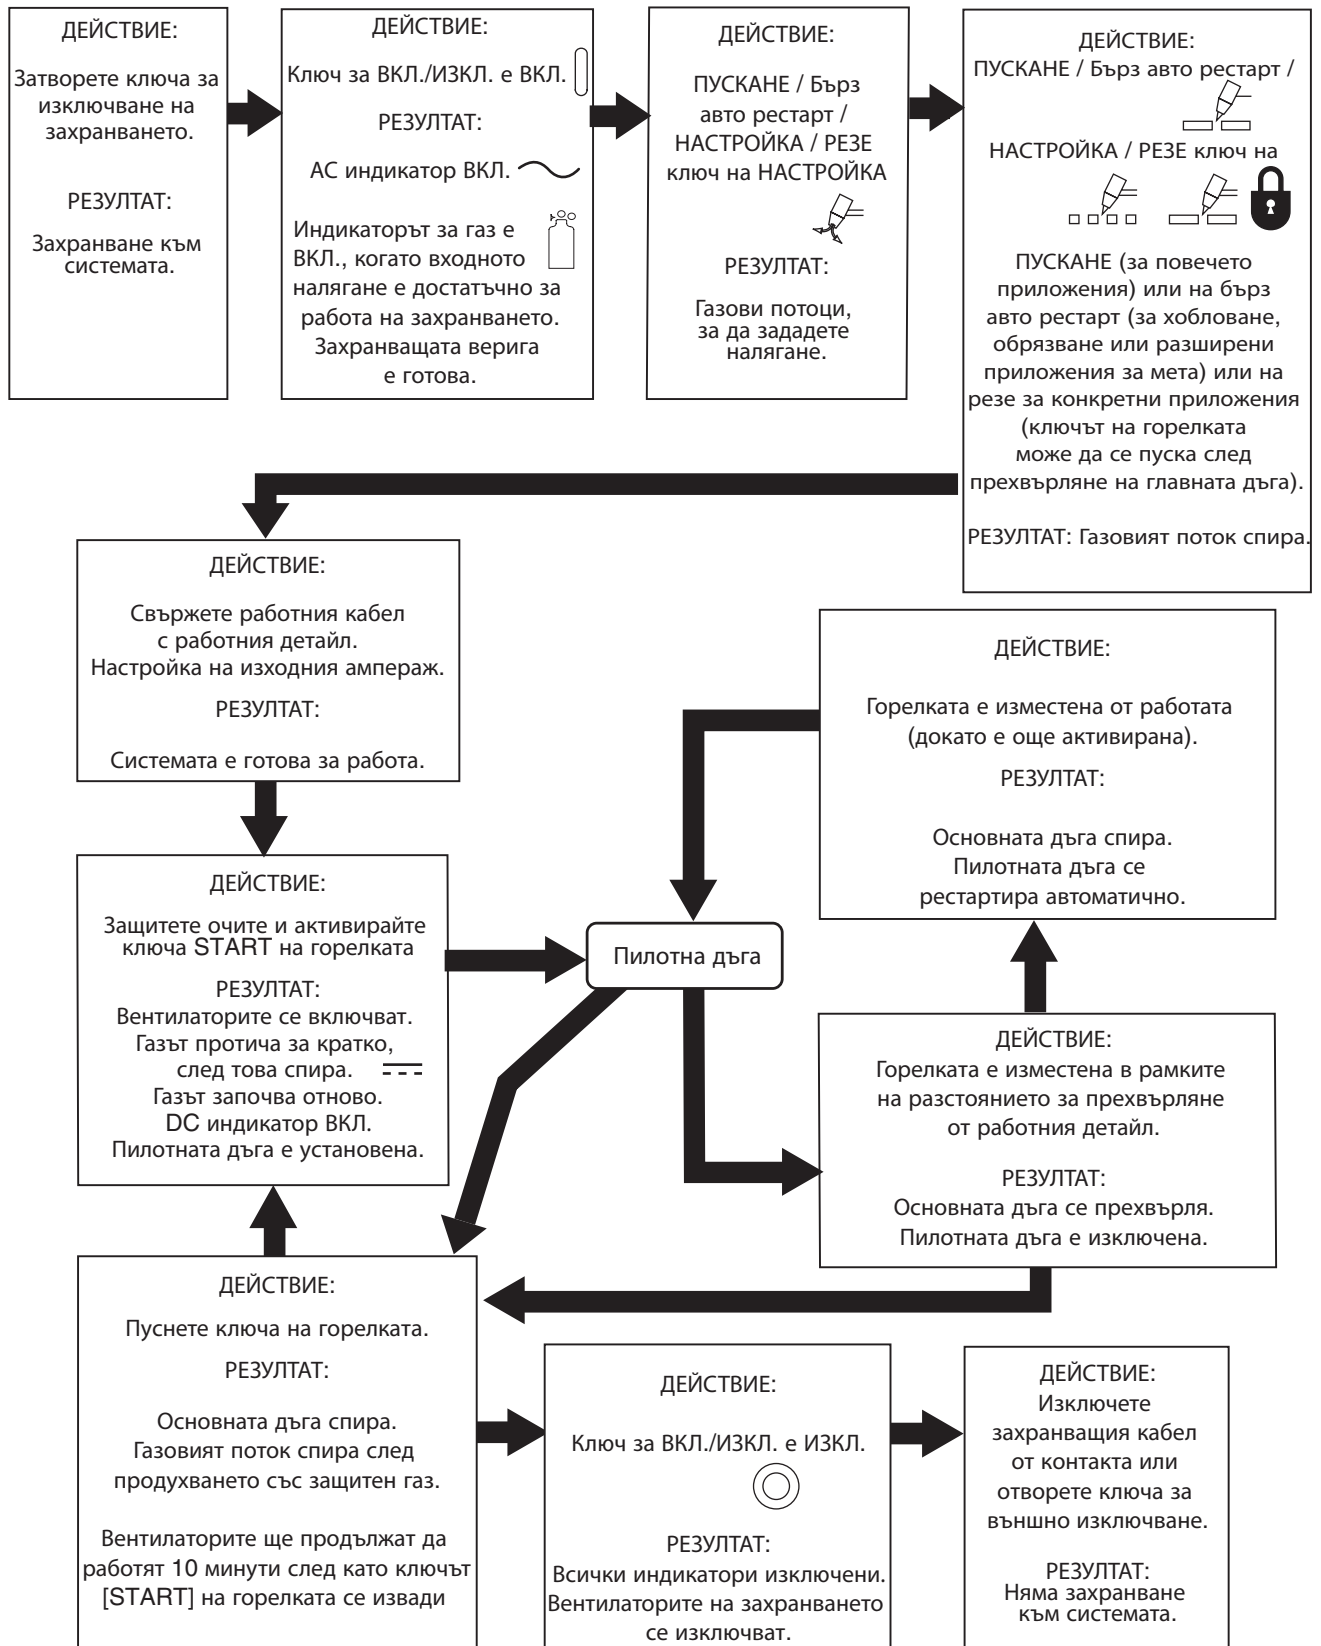 ДЕЙСТВИЕ:
Затворете ключа за
изключване на
захранването.
РЕЗУЛТАТ:
Захранване към
системата.
ДЕЙСТВИЕ:
Ключ за ВКЛ./ИЗКЛ. е ВКЛ.
РЕЗУЛТАТ:
AC индикатор ВКЛ.
Индикаторът за газ е
ВКЛ., когато входното
налягане е достатъчно за
работа на захранването.
Захранващата верига
е готова.
ДЕЙСТВИЕ:
ПУСКАНЕ / Бърз
авто рестарт /
НАСТРОЙКА / РЕЗЕ
ключ на НАСТРОЙКА
РЕЗУЛТАТ:
Газови потоци,
за да зададете
налягане.
ДЕЙСТВИЕ:
ПУСКАНЕ / Бърз авто рестарт /
НАСТРОЙКА / РЕЗЕ ключ на
ПУСКАНЕ (за повечето
приложения) или на бърз
авто рестарт (за хобловане,
обрязване или разширени
приложения за мета) или на
резе за конкретни приложения
(ключът на горелката
може да се пуска след
прехвърляне на главната дъга).
РЕЗУЛТАТ: Газовият поток спира.
ДЕЙСТВИЕ:
Свържете работния кабел
с работния детайл.
Настройка на изходния ампераж.
РЕЗУЛТАТ:
Системата е готова за работа.
ДЕЙСТВИЕ:
Защитете очите и активирайте
ключа START на горелката
РЕЗУЛТАТ:
Вентилаторите се включват.
Газът протича за кратко,
след това спира.
Газът започва отново.
DC индикатор ВКЛ.
Пилотната дъга е установена.
Пилотна дъга
ДЕЙСТВИЕ:
Горелката е изместена от работата
(докато е още активирана).
РЕЗУЛТАТ:
Основната дъга спира.
Пилотната дъга се
рестартира автоматично.
ДЕЙСТВИЕ:
Горелката е изместена в рамките
на разстоянието за прехвърляне
от работния детайл.
РЕЗУЛТАТ:
Основната дъга се прехвърля.
Пилотната дъга е изключена.
ДЕЙСТВИЕ:
Пуснете ключа на горелката.
РЕЗУЛТАТ:
Основната дъга спира.
Газовият поток спира след
продухването със защитен газ.
Вентилаторите ще продължат да
работят 10 минути след като ключът
[START] на горелката се извади
ДЕЙСТВИЕ:
Ключ за ВКЛ./ИЗКЛ. е ИЗКЛ.
РЕЗУЛТАТ:
Всички индикатори изключени.
Вентилаторите на захранването
се изключват.
ДЕЙСТВИЕ:
Изключете
захранващия кабел
от контакта или
отворете ключа за
външно изключване.
РЕЗУЛТАТ:
Няма захранване
към системата.